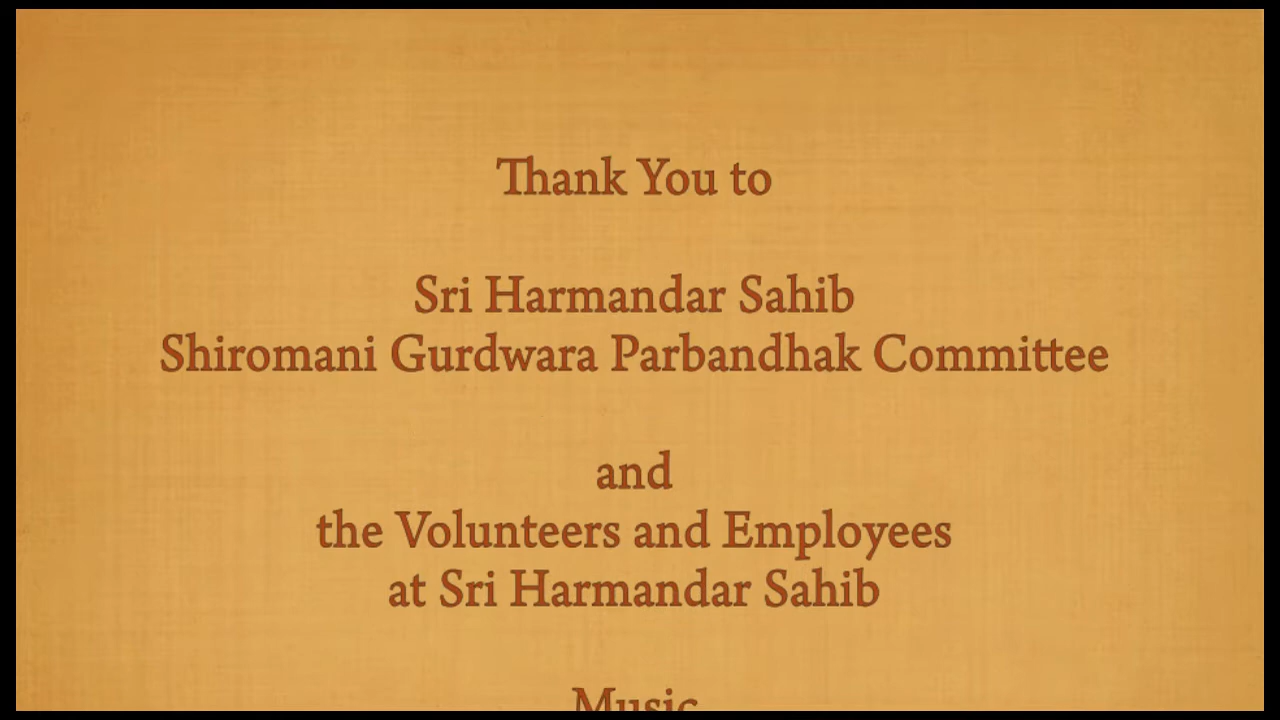 Thank You to
Sri Harmandar Sahib
Shiromani Gurdwara Parbandhak Committee
and
the Volunteers and Employees
at Sri Harmandar Sahib
Music